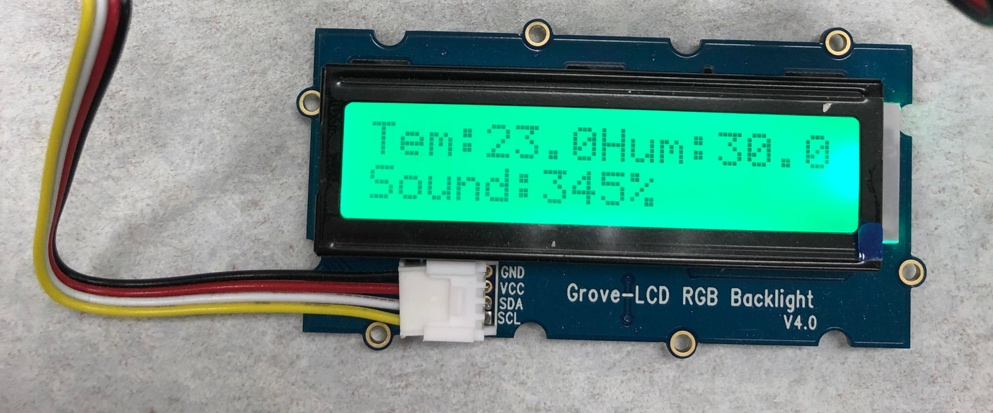 Tem:23.0Hum:30.0
Sound:345%
GND
VCC
SDA
SCL
Grove-LCD RGB Backlight
V4.0